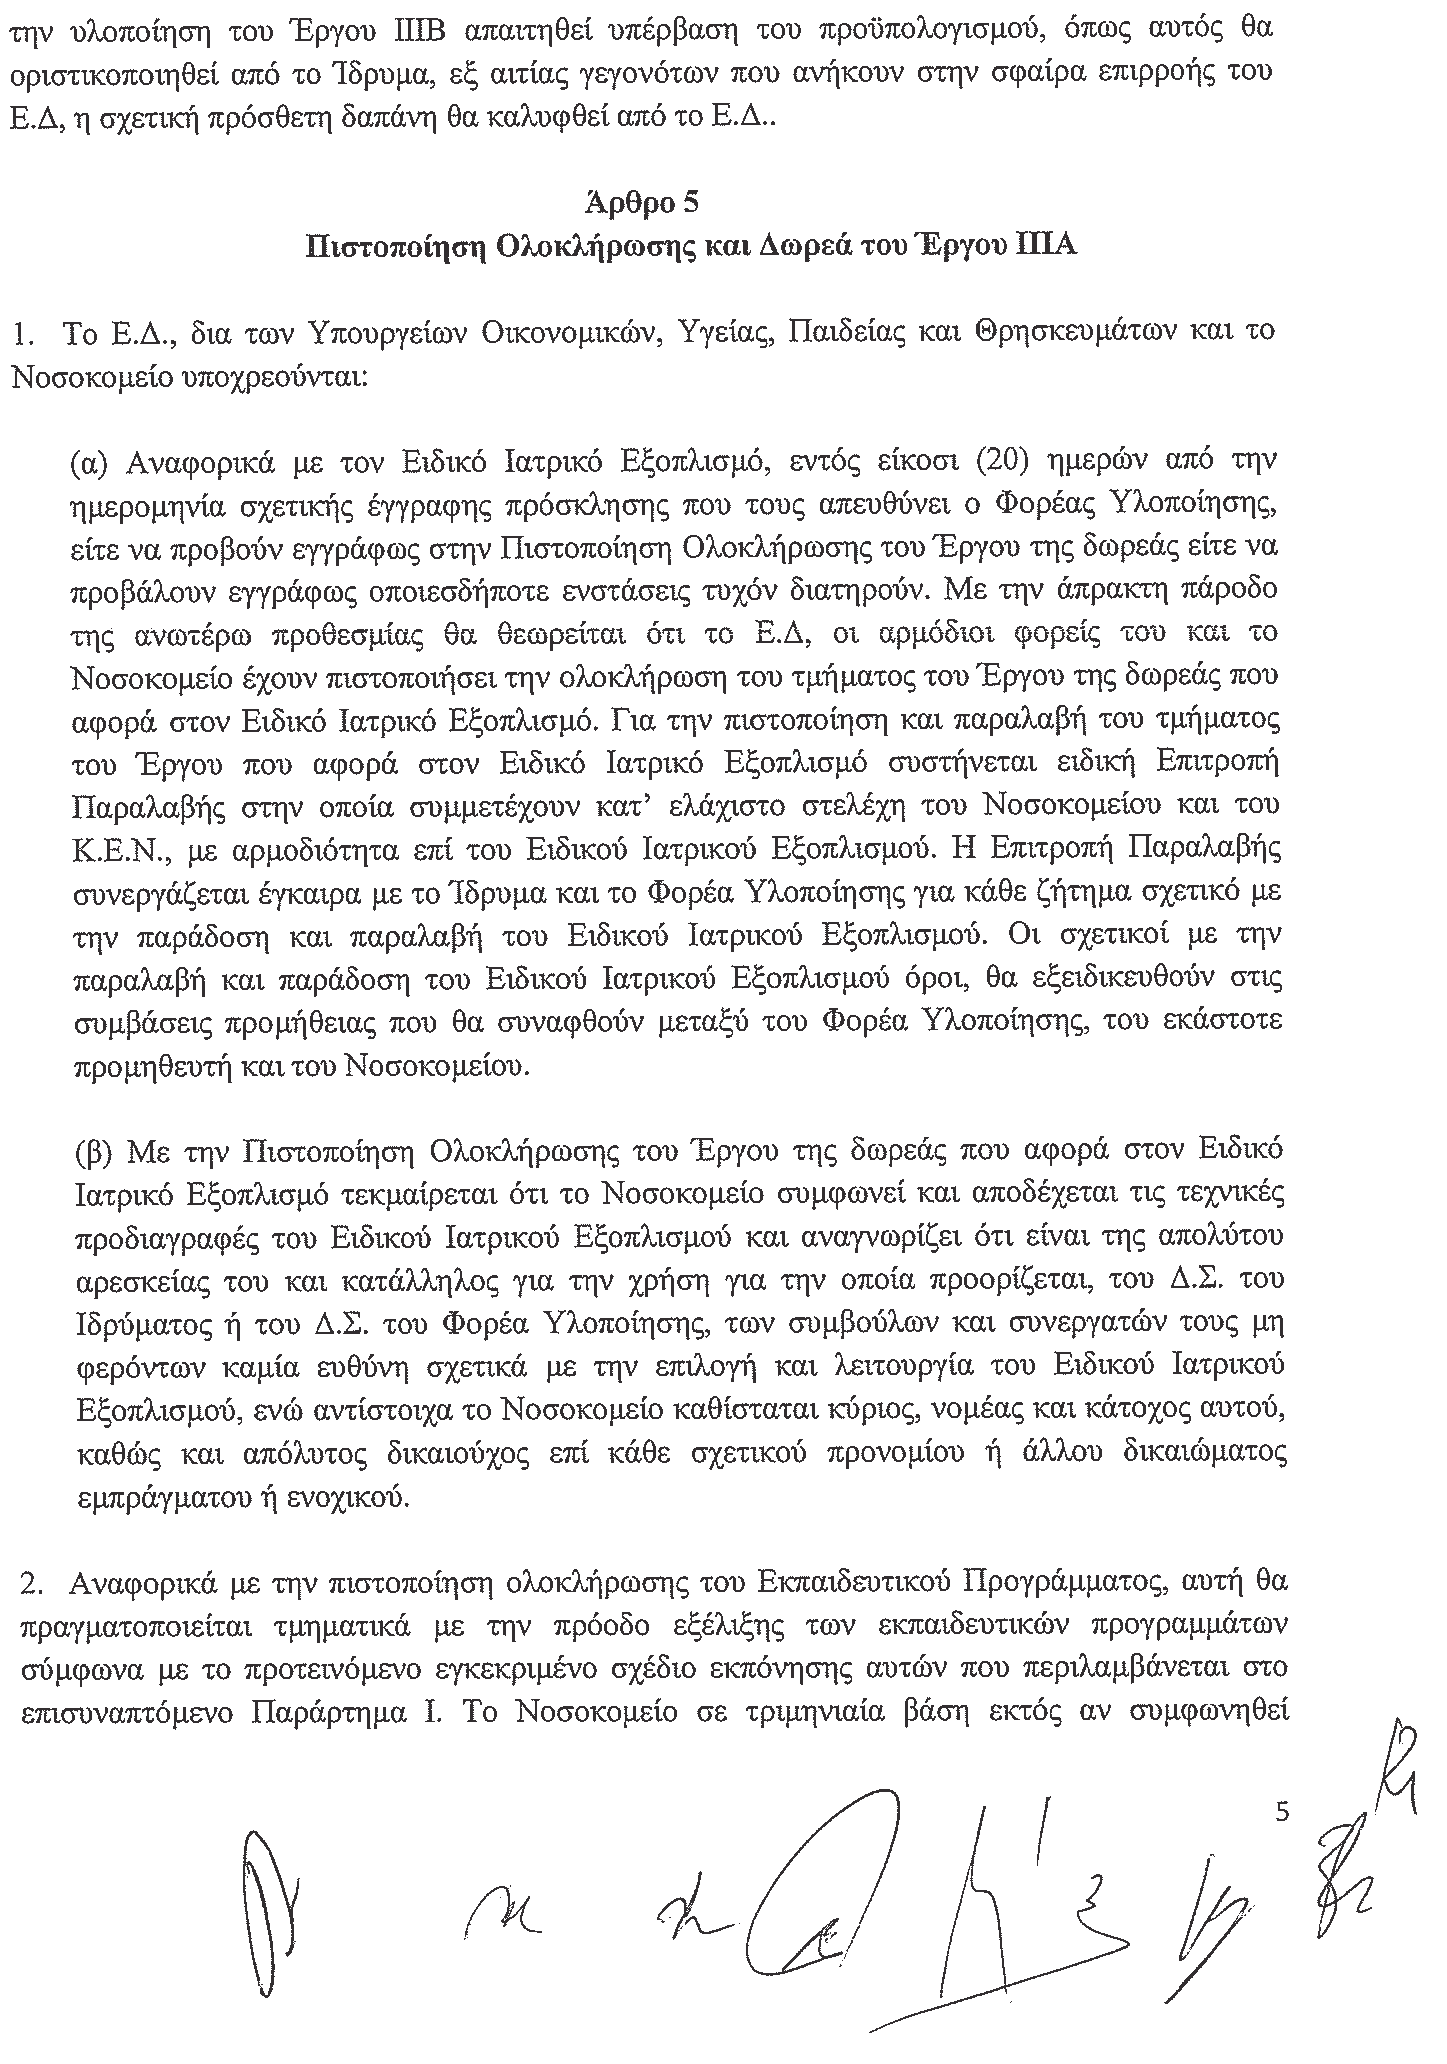 την υλοποίηση του Έργου ΙΙΙΒ απαιτηθεί υπέρβαση του προϋπολογισμού, όπως αυτός θα
οριστικοποιηθεί από το Ίδρυμα, εξ αιτίας γεγονότων που ανήκουν στην σφαίρα επιρροής του
Ε.Δ, η σχετική πρόσθετη δαπάνη θα καλυφθεί από το Ε.Δ..
Άρθρο 5
Πιστοποίηση Ολοκλήρωσης και Δωρεά του Έργου ΙΙΙΑ
1. Το Ε.Δ., δια των Υπουργείων Οικονομικών, Υγείας, Παιδείας και Θρησκευμάτων και το
Νοσοκομείο υποχρεούνται:
(α) Αναφορικά με τον Ειδικό Ιατρικό Εξοπλισμό, εντός είκοσι (20) ημερών από την
ημερομηνία σχετικής έγγραφης πρόσκλησης που τους απευθύνει ο Φορέας Υλοποίησης,
είτε να προβούν εγγράφως στην Πιστοποίηση Ολοκλήρωσης του Έργου της δωρεάς είτε να
προβάλουν εγγράφως οποιεσδήποτε ενστάσεις τυχόν διατηρούν. Με την άπρακτη πάροδο
της ανωτέρω προθεσμίας θα θεωρείται ότι το Ε.Δ, οι αρμόδιοι φορείς του και το
Νοσοκομείο έχουν πιστοποιήσει την ολοκλήρωση του τμήματος του Έργου της δωρεάς που
αφορά στον Ειδικό Ιατρικό Εξοπλισμό. Για την πιστοποίηση και παραλαβή του τμήματος
του Έργου που αφορά στον Ειδικό Ιατρικό Εξοπλισμό συστήνεται ειδική Επιτροπή
Παραλαβής στην οποία συμμετέχουν κατ’ ελάχιστο στελέχη του Νοσοκομείου και του
Κ.Ε.Ν., με αρμοδιότητα επί του Ειδικού Ιατρικού Εξοπλισμού. Η Επιτροπή Παραλαβής
συνεργάζεται έγκαιρα με το Ίδρυμα και το Φορέα Υλοποίησης για κάθε ζήτημα σχετικό με
την παράδοση και παραλαβή του Ειδικού Ιατρικού Εξοπλισμού. Οι σχετικοί με την
παραλαβή και παράδοση του Ειδικού Ιατρικού Εξοπλισμού όροι, θα εξειδικευθούν στις
συμβάσεις προμήθειας που θα συναφθούν μεταξύ του Φορέα Υλοποίησης, του εκάστοτε
προμηθευτή και του Νοσοκομείου.
(β) Με την Πιστοποίηση Ολοκλήρωσης του Έργου της δωρεάς που αφορά στον Ειδικό
Ιατρικό Εξοπλισμό τεκμαίρεται ότι το Νοσοκομείο συμφωνεί και αποδέχεται τις τεχνικές
προδιαγραφές του Ειδικού Ιατρικού Εξοπλισμού και αναγνωρίζει ότι είναι της απολύτου
αρεσκείας του και κατάλληλος για την χρήση για την οποία προορίζεται, του Δ.Σ. του
Ιδρύματος ή του Δ.Σ. του Φορέα Υλοποίησης, των συμβούλων και συνεργατών τους μη
φερόντων καμία ευθύνη σχετικά με την επιλογή και λειτουργία του Ειδικού Ιατρικού
Εξοπλισμού, ενώ αντίστοιχα το Νοσοκομείο καθίσταται κύριος, νομέας και κάτοχος αυτού,
καθώς και απόλυτος δικαιούχος επί κάθε σχετικού προνομίου ή άλλου δικαιώματος
εμπράγματου ή ενοχικού.
2. Αναφορικά με την πιστοποίηση ολοκλήρωσης του Εκπαιδευτικού Προγράμματος, αυτή θα
πραγματοποιείται τμηματικά με την πρόοδο εξέλιξης των εκπαιδευτικών προγραμμάτων
σύμφωνα με το προτεινόμενο εγκεκριμένο σχέδιο εκπόνησης αυτών που περιλαμβάνεται στο
επισυναπτόμενο Παράρτημα Ι. Το Νοσοκομείο σε τριμηνιαία βάση εκτός αν συμφωνηθεί
5